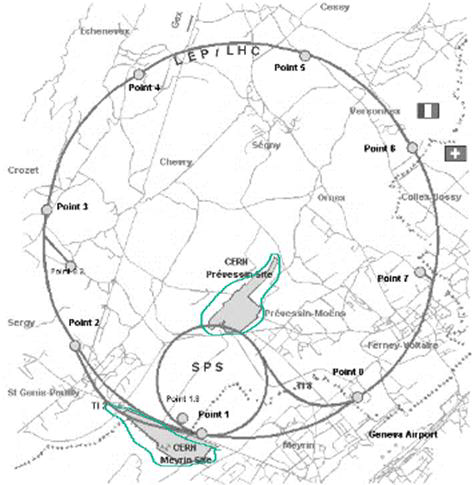 Cessy
Gex
Echenevex
LEP / LHC
Point 5
Point 4
Versonnex
Point 6
Ségny
Chevry
Crozet
Ornex
Collex-Bossy
Point 3
CERN
Prévessin Site
Point 3.2
Point 7
Prévessin-Moëns
Sergy
Point 2
Ferney-Voltaire
SPS
Point 8
St Genis-Pouilly
TI 8
Point 1.8
TI 2
Point 1
Geneva Airport
Meyrin
CERN
Meyrin Site